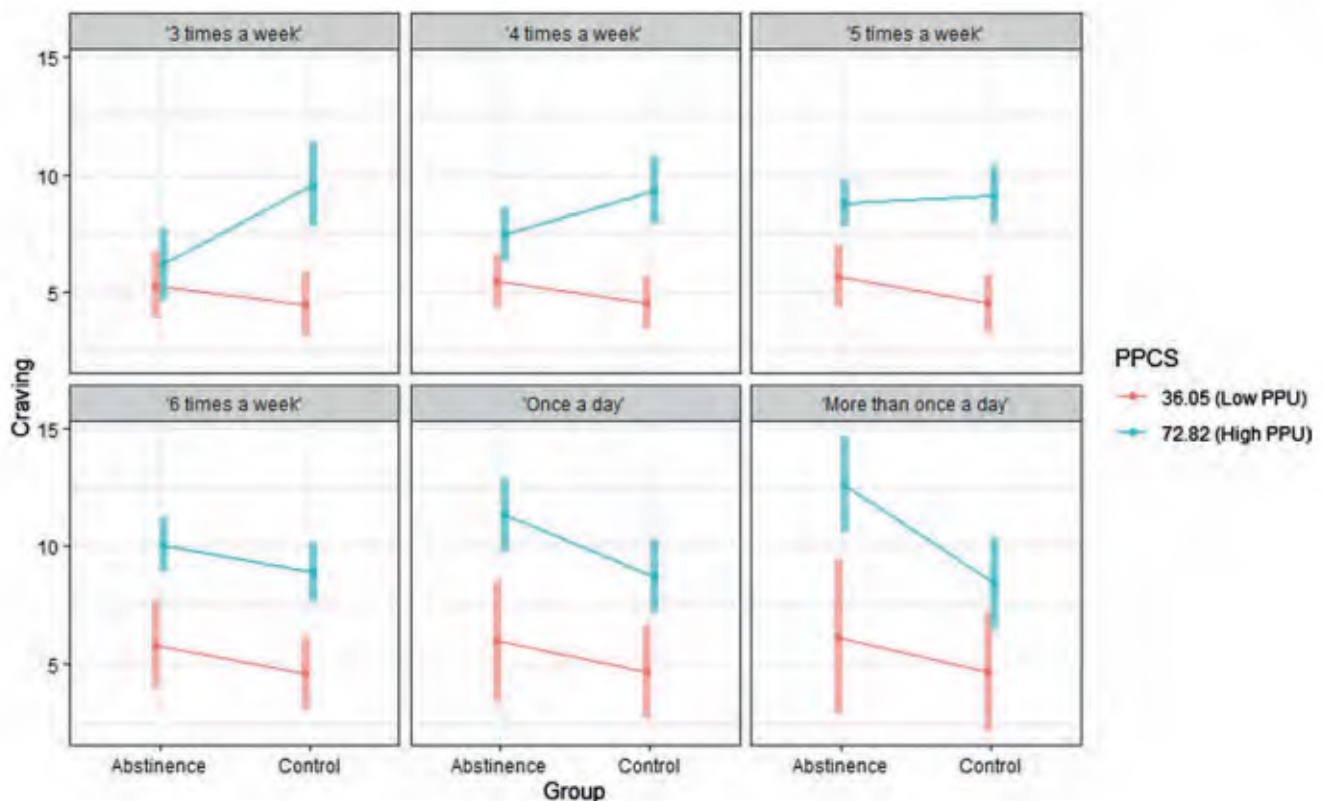 '3 times a week'
'4 times a week'
'5 times a week'
15
10
5
Craving
'6 times a week'
'Once a day'
'More than once a day'
15
10
5
Abstinence
Control
Abstinence
Control
Abstinence
Control
Group
PPCS
36.05 (Low PPU)
72.82 (High PPU)